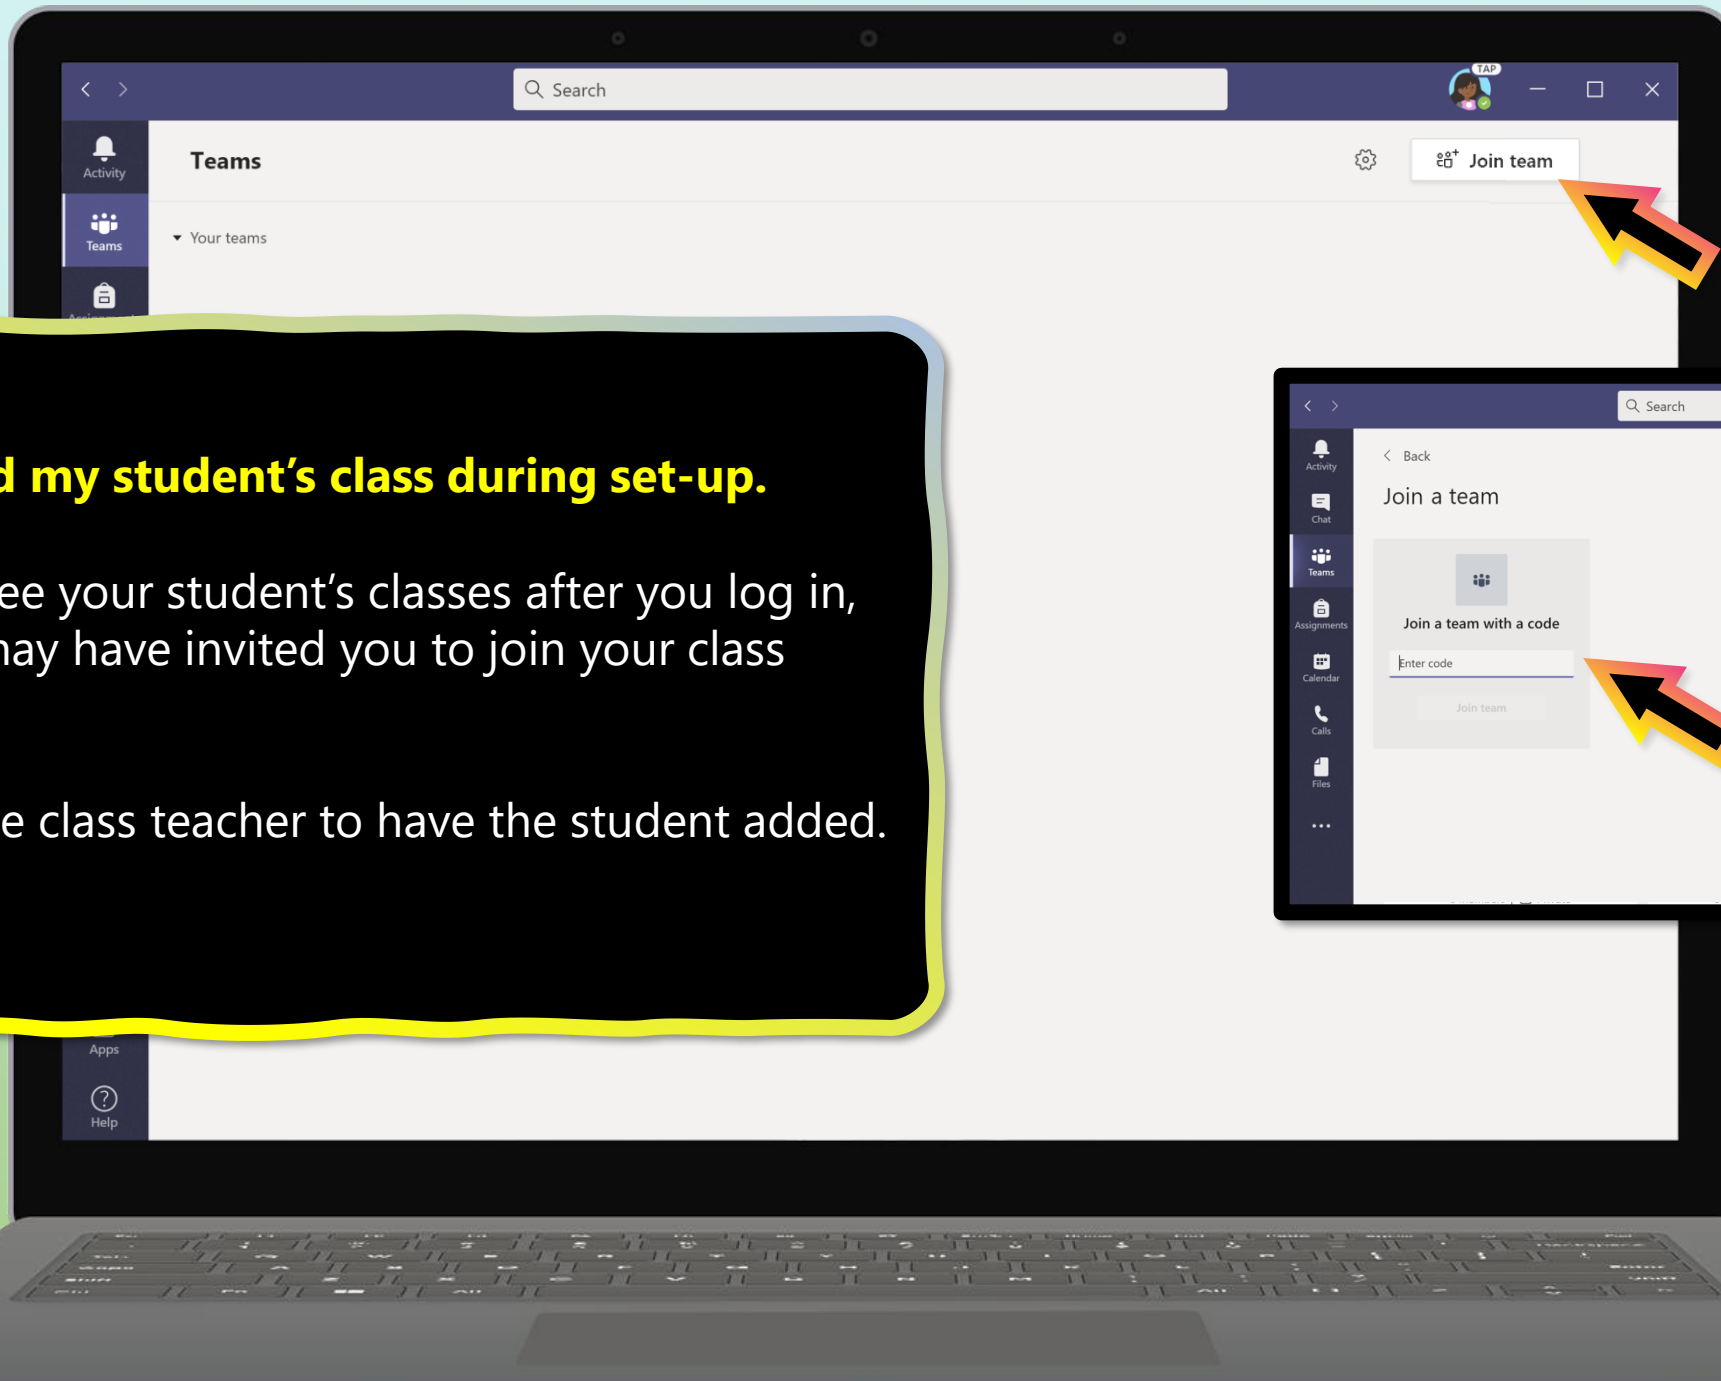 Search
TAP
Activity
Teams
Join team
Teams
Your teams
d my student's class during set-up.
ee your student's classes after you log in,
may have invited you to join your class
e class teacher to have the student added.
Apps
Help
Search
Activity
Chat
Teams
Assignments
Calendar
Calls
Files
Back
Join a team
Join a team with a code
Enter code
Join team